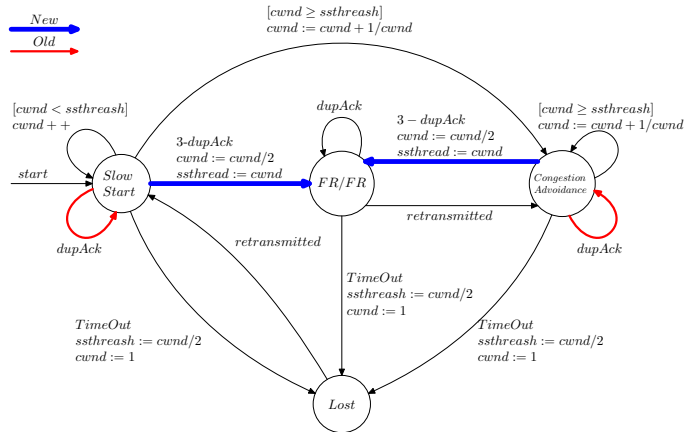 New
Old
[cwnd ≥ ssthreash]
cwnd := cwnd + 1/cwnd
[cwnd < ssthreash]
cwnd ++
dupAck
3 − dupAck
cwnd := cwnd/2
ssthread := cwnd
[cwnd ≥ ssthreash]
cwnd := cwnd + 1/cwnd
3-dupAck
cwnd := cwnd/2
ssthread := cwnd
start
Slow
Start
FR/FR
Congestion
Advoidance
retransmitted
dupAck
retransmitted
dupAck
TimeOut
ssthreash := cwnd/2
cwnd := 1
TimeOut
ssthreash := cwnd/2
cwnd := 1
TimeOut
ssthreash := cwnd/2
cwnd := 1
Lost